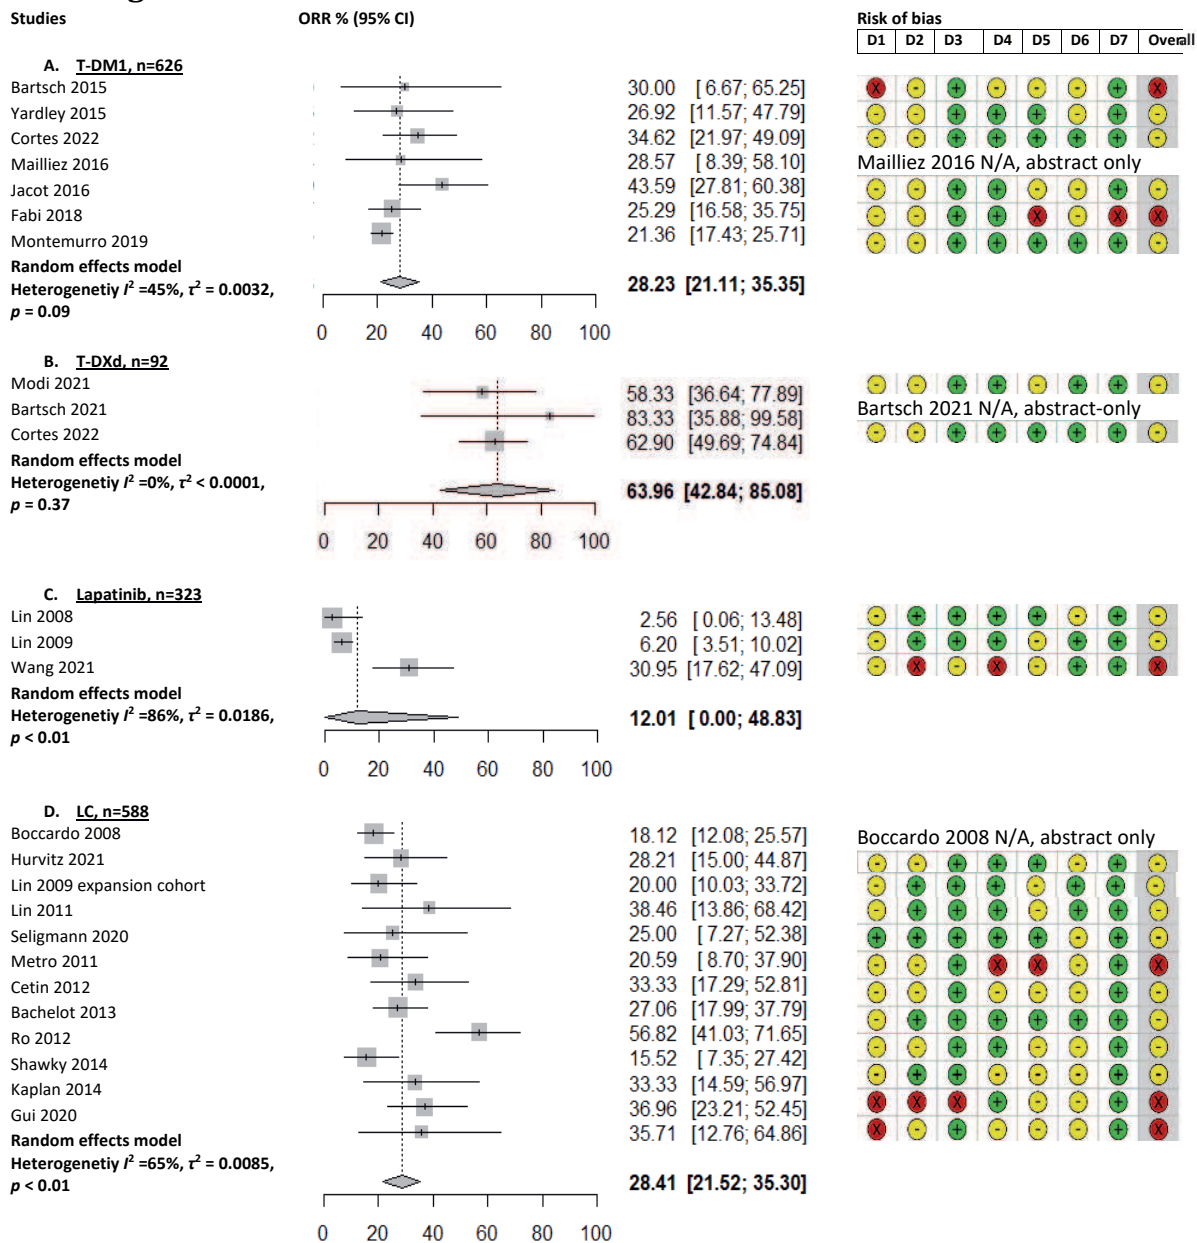 Studies ORR % (95% CI) Risk of bias
D1 D2 D3 D4 D5 D6 D7 Overall
A. T-DM1, n=626
Bartsch 2015 30.00 [ 6.67; 65.25]
Yardley 2015 26.92 [11.57; 47.79]
Cortes 2022 34.62 [21.97; 49.09]
Mailliez 2016 28.57 [ 8.39; 58.10] Mailliez 2016 N/A, abstract only
Jacot 2016 43.59 [27.81; 60.38]
Fabi 2018 25.29 [16.58; 35.75]
Montemurro 2019 21.36 [17.43; 25.71]
Random effects model
Heterogenetiy I² =45%, τ² = 0.0032, 28.23 [21.11; 35.35]
p = 0.09
0 20 40 60 80 100
B. T-DXd, n=92
Modi 2021 58.33 [36.64; 77.89]
Bartsch 2021 83.33 [35.88; 99.58] Bartsch 2021 N/A, abstract-only
Cortes 2022 62.90 [49.69; 74.84]
Random effects model
Heterogenetiy I² =0%, τ² < 0.0001, 63.96 [42.84; 85.08]
p = 0.37
0 20 40 60 80 100
C. Lapatinib, n=323
Lin 2008 2.56 [ 0.06; 13.48]
Lin 2009 6.20 [ 3.51; 10.02]
Wang 2021 30.95 [17.62; 47.09]
Random effects model
Heterogenetiy I² =86%, τ² = 0.0186, 12.01 [ 0.00; 48.83]
p < 0.01
0 20 40 60 80 100
D. LC, n=588
Boccardo 2008 18.12 [12.08; 25.57] Boccardo 2008 N/A, abstract only
Hurvitz 2021 28.21 [15.00; 44.87]
Lin 2009 expansion cohort 20.00 [10.03; 33.72]
Lin 2011 38.46 [13.86; 68.42]
Seligmann 2020 25.00 [ 7.27; 52.38]
Metro 2011 20.59 [ 8.70; 37.90]
Cetin 2012 33.33 [17.29; 52.81]
Bachelot 2013 27.06 [17.99; 37.79]
Ro 2012 56.82 [41.03; 71.65]
Shawky 2014 15.52 [ 7.35; 27.42]
Kaplan 2014 33.33 [14.59; 56.97]
Gui 2020 36.96 [23.21; 52.45]
Random effects model 35.71 [12.76; 64.86]
Heterogenetiy I² =65%, τ² = 0.0085,
p < 0.01 28.41 [21.52; 35.30]
0 20 40 60 80 100